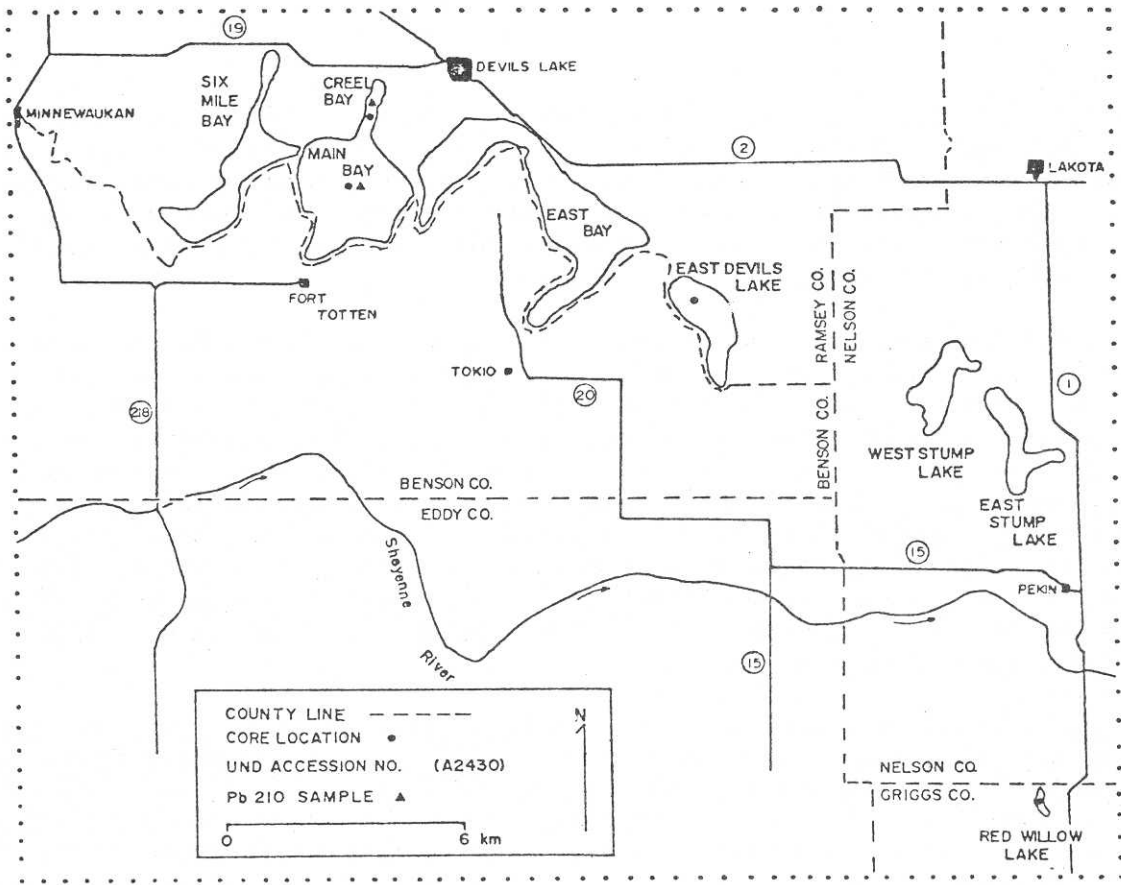 19
DEVILS LAKE
SIX
MILE
BAY
CREEL
BAY
MINNEWAUKAN
MAIN
BAY
2
LAKOTA
EAST
BAY
EAST DEVILS
LAKE
FORT
TOTTEN
RAMSEY CO.
NELSON CO.
TOKIO
20
1
218
BENSON CO.
WEST STUMP
LAKE
BENSON CO.
EDDY CO.
EAST
STUMP
LAKE
Sheyenne
River
15
PEKIN
15
COUNTY LINE
N
CORE LOCATION
UND ACCESSION NO. (A2430)
Pb 210 SAMPLE
0 6 km
NELSON CO.
GRIGGS CO.
RED WILLOW
LAKE